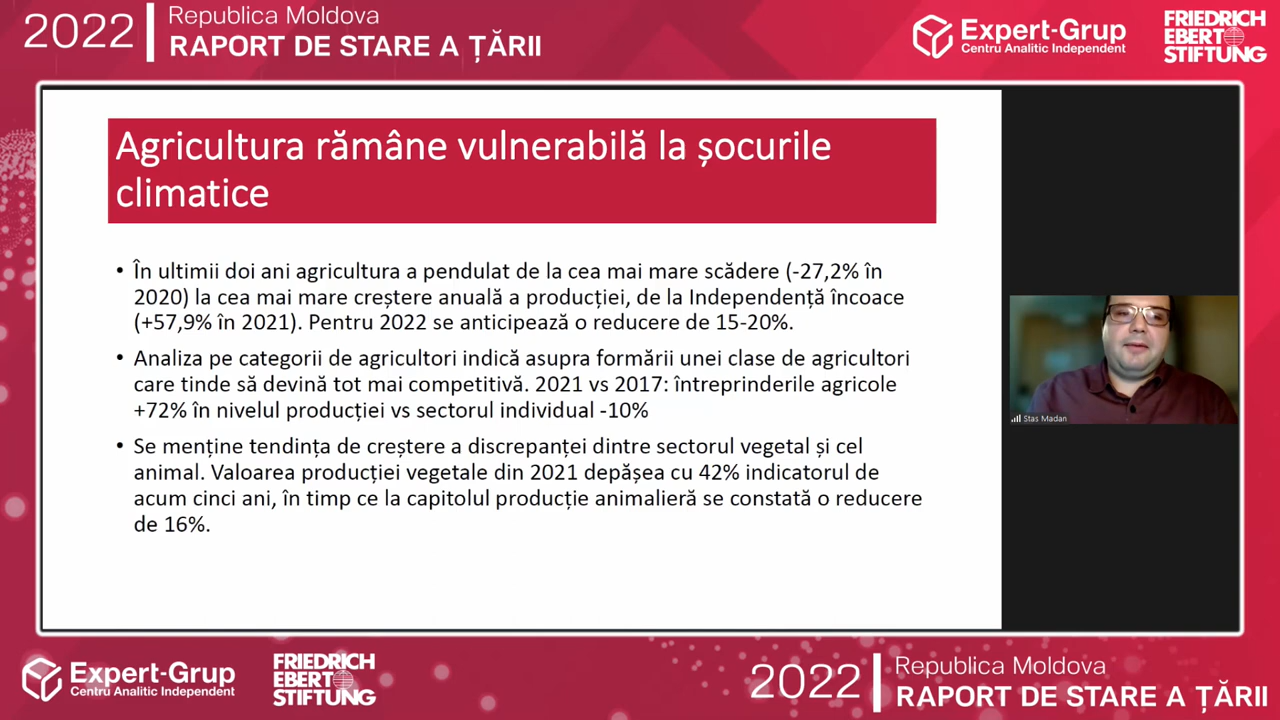 2022
Republica Moldova
RAPORT DE STARE A ȚĂRII
Expert-Grup
Centru Analitic Independent
FRIEDRICH
EBERT
STIFTUNG
Agricultura rămâne vulnerabilă la șocurile
climatice
• În ultimii doi ani agricultura a pendulat de la cea mai mare scădere (-27,2% în
2020) la cea mai mare creștere anuală a producției, de la Independență încoace
(+57,9% în 2021). Pentru 2022 se anticipează o reducere de 15-20%.
• Analiza pe categorii de agricultori indică asupra formării unei clase de agricultori
care tinde să devină tot mai competitivă. 2021 vs 2017: întreprinderile agricole
+72% în nivelul producției vs sectorul individual -10%
• Se menține tendința de creștere a discrepanței dintre sectorul vegetal și cel
animal. Valoarea producției vegetale din 2021 depășea cu 42% indicatorul de
acum cinci ani, în timp ce la capitolul producție animalieră se constată o reducere
de 16%.
Stas Madan
Expert-Grup
Centru Analitic Independent
FRIEDRICH
EBERT
STIFTUNG
2022
Republica Moldova
RAPORT DE STARE A ȚĂRII